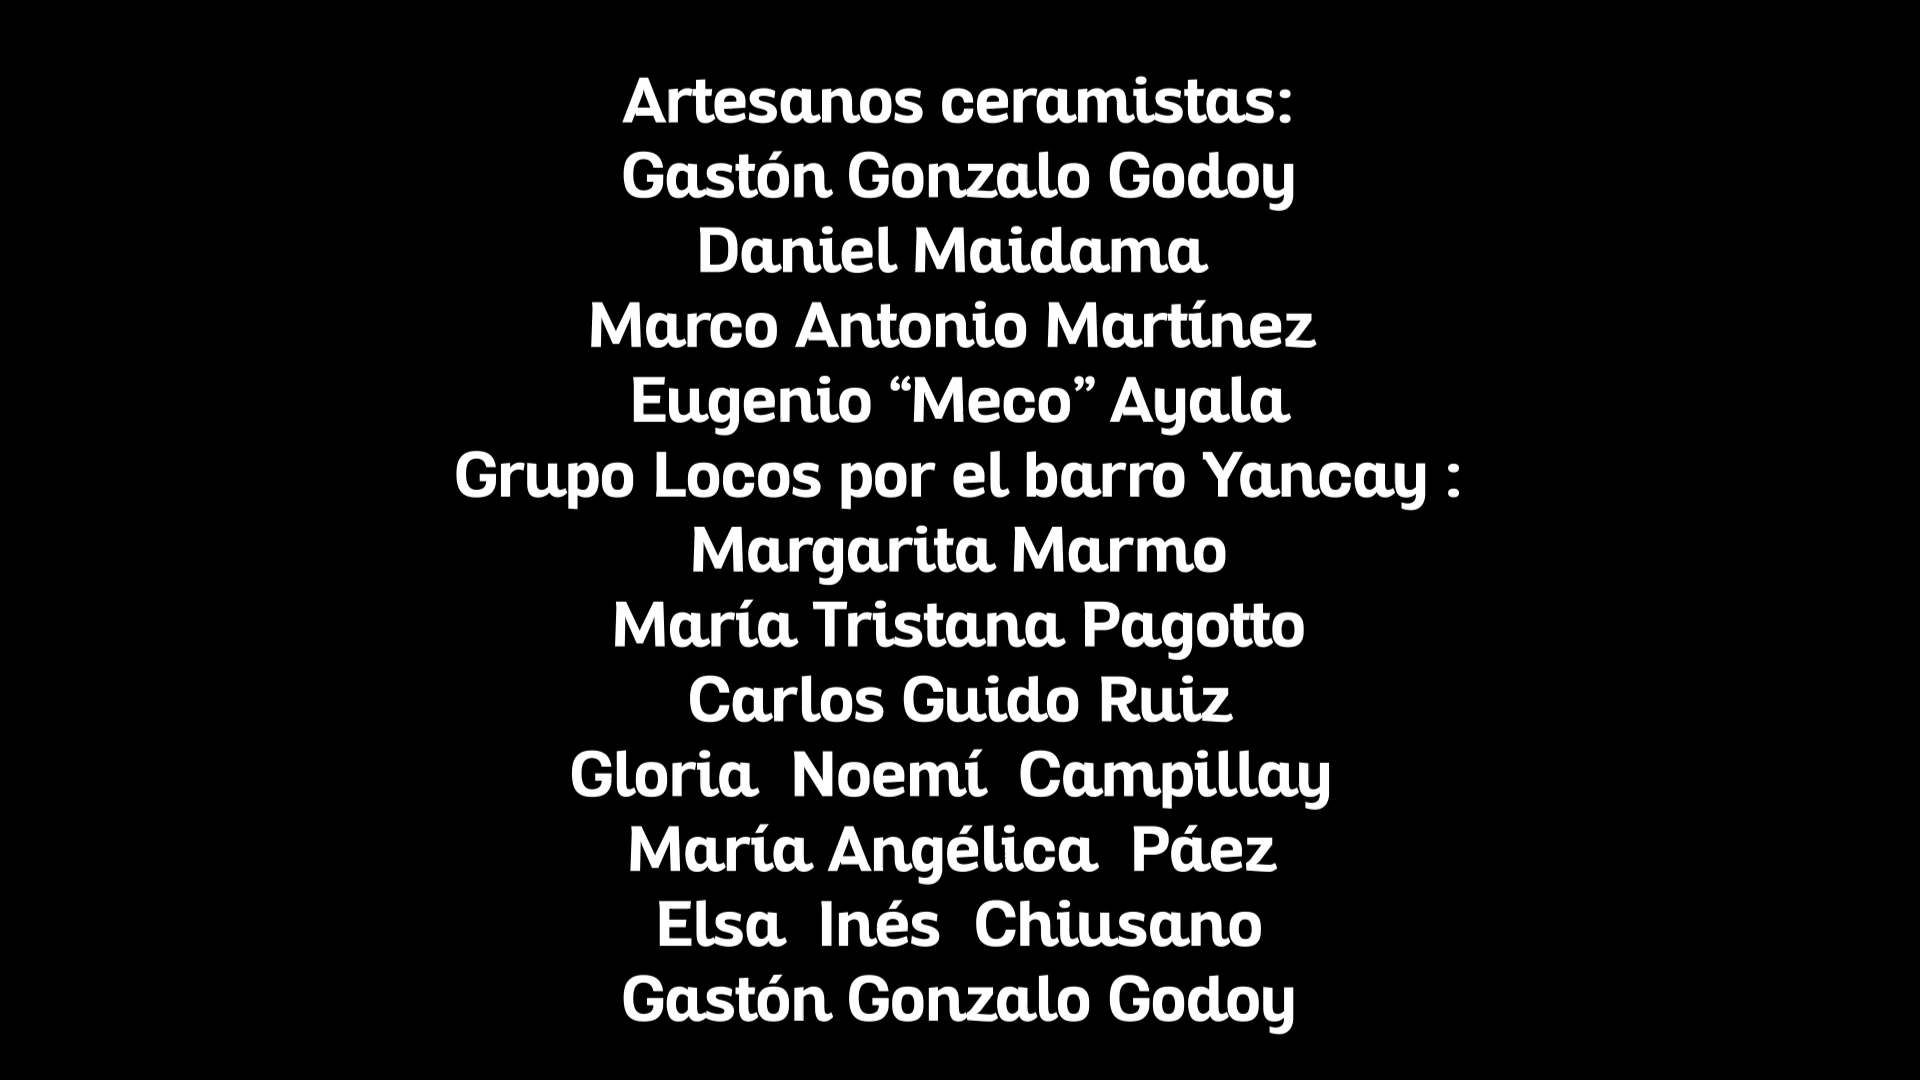 Artesanos ceramistas:
Gastón Gonzalo Godoy
Daniel Maidama
Marco Antonio Martínez
Eugenio “Meco” Ayala
Grupo Locos por el barro Yancay :
Margarita Marmo
María Tristana Pagotto
Carlos Guido Ruiz
Gloria  Noemí  Campillay
María Angélica  Páez
Elsa  Inés  Chiusano
Gastón Gonzalo Godoy